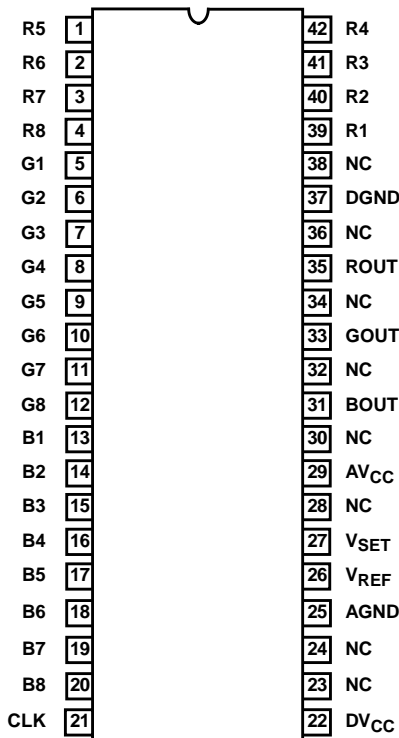 R5 1 42 R4
R6 2 41 R3
R7 3 40 R2
R8 4 39 R1
G1 5 38 NC
G2 6 37 DGND
G3 7 36 NC
G4 8 35 ROUT
G5 9 34 NC
G6 10 33 GOUT
G7 11 32 NC
G8 12 31 BOUT
B1 13 30 NC
B2 14 29 AVCC
B3 15 28 NC
B4 16 27 VSET
B5 17 26 VREF
B6 18 25 AGND
B7 19 24 NC
B8 20 23 NC
CLK 21 22 DVCC